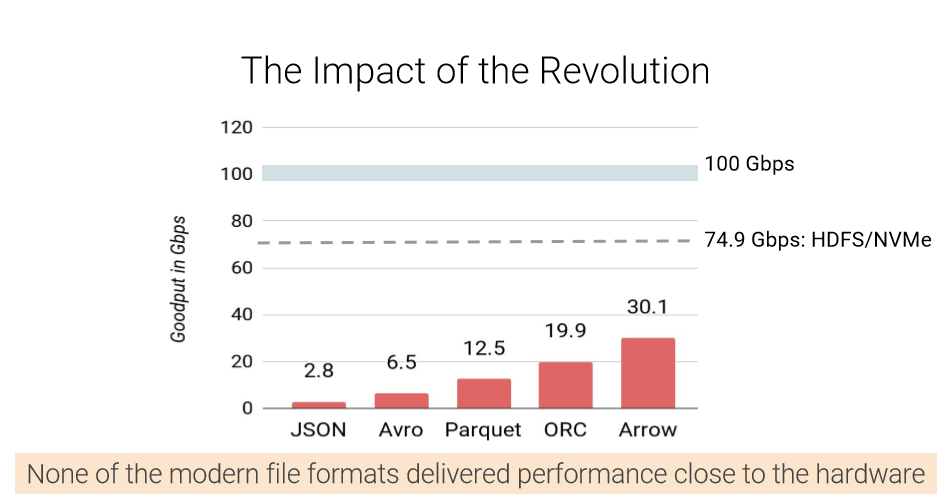 The Impact of the Revolution
120
100
80
60
40
20
0
Goodput in Gbps
100 Gbps
74.9 Gbps: HDFS/NVMe
2.8
6.5
12.5
19.9
30.1
JSON
Avro
Parquet
ORC
Arrow
None of the modern file formats delivered performance close to the hardware